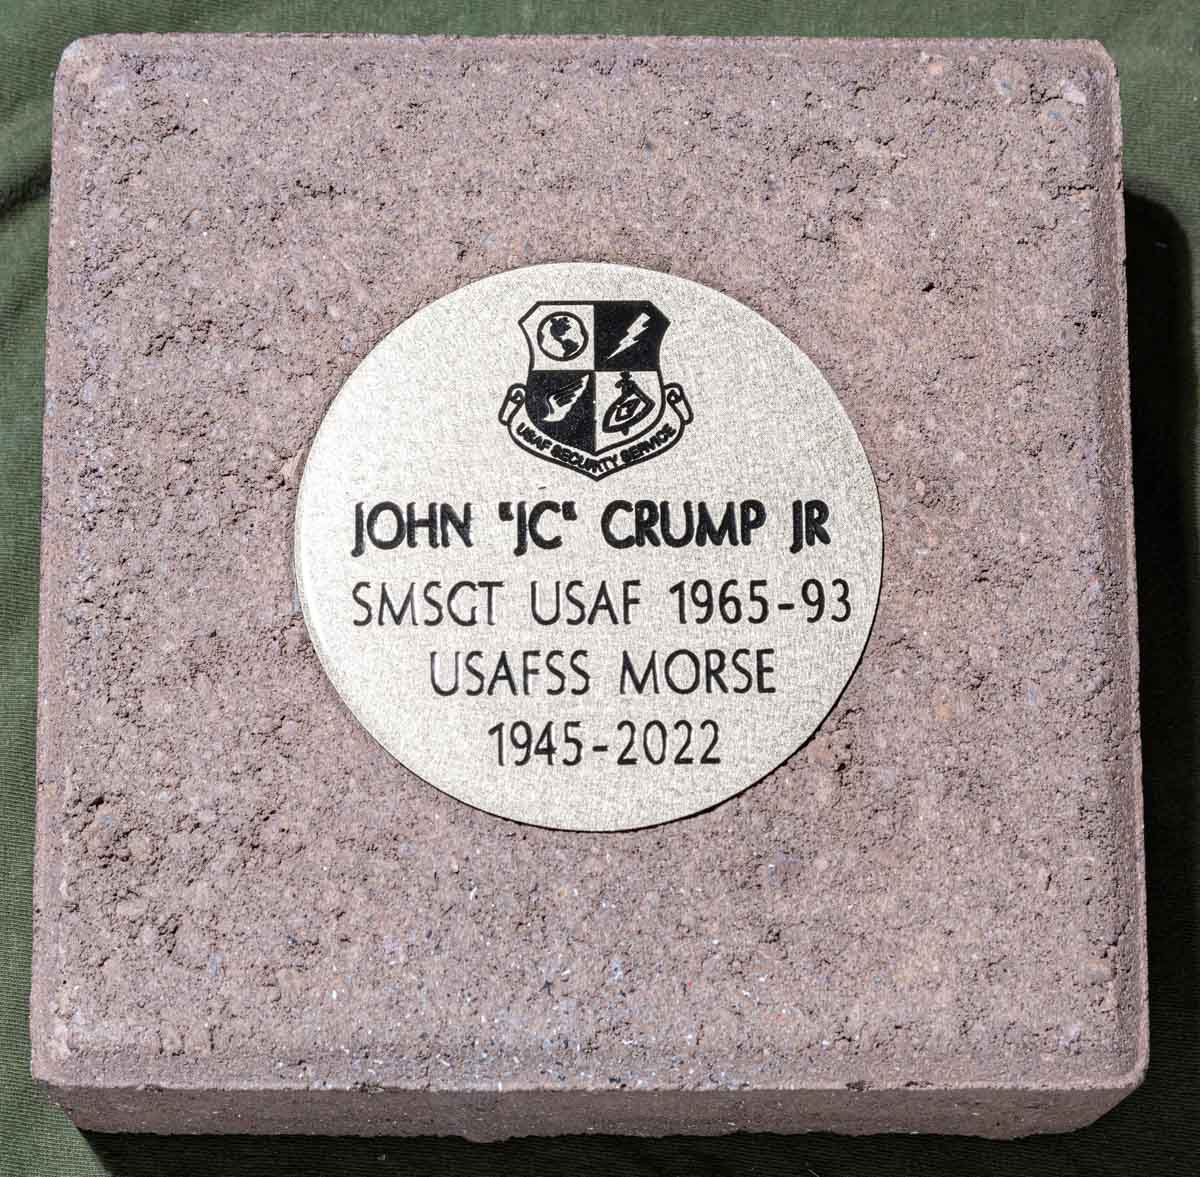 USAF SECURITY SERVICE
JOHN "JC" CRUMP JR
SMSGT USAF 1965-93
USAFSS MORSE
1945-2022